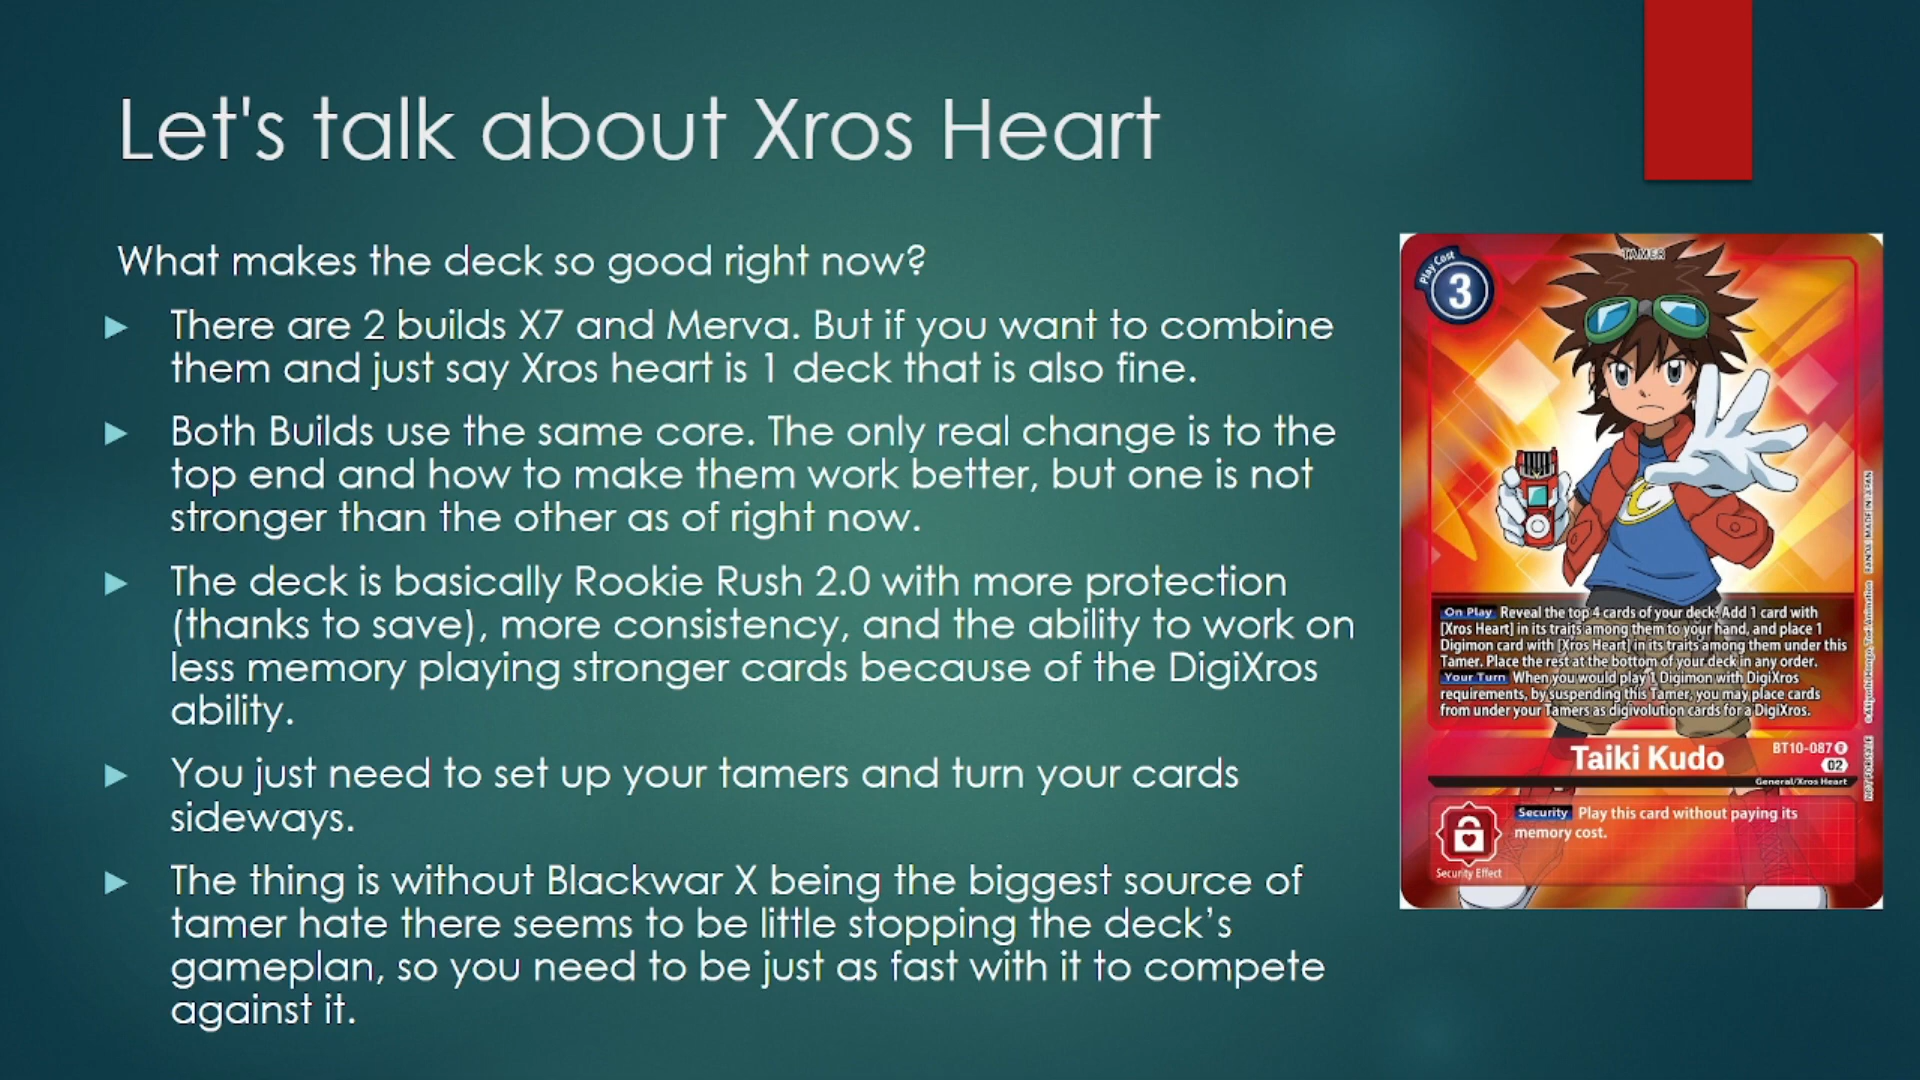 Let's talk about Xros Heart
What makes the deck so good right now?
There are 2 builds X7 and Merva. But if you want to combine
them and just say Xros heart is 1 deck that is also fine.
Both Builds use the same core. The only real change is to the
top end and how to make them work better, but one is not
stronger than the other as of right now.
The deck is basically Rookie Rush 2.0 with more protection
(thanks to save), more consistency, and the ability to work on
less memory playing stronger cards because of the DigiXros
ability.
You just need to set up your tamers and turn your cards
sideways.
The thing is without Blackwar X being the biggest source of
tamer hate there seems to be little stopping the deck's
gameplan, so you need to be just as fast with it to compete
against it.
TAMER
Play Cost
3
On Play Reveal the top 4 cards of your deck. Add 1 card with
[Xros Heart] in its traits among them to your hand, and place 1
Digimon card with [Xros Heart] in its traits among them under this
Tamer. Place the rest at the bottom of your deck in any order.
Your Turn When you would play 1 Digimon with DigiXros
requirements, by suspending this Tamer, you may place cards
from under your Tamers as digivolution cards for a DigiXros.
Taiki Kudo
BT10-087 R
02
General/Xros Heart
Security Play this card without paying its
memory cost.
Security Effect